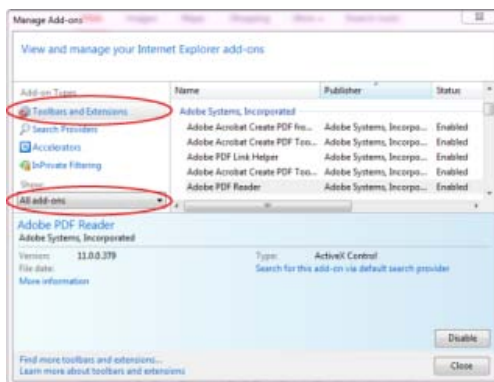 Manage Add-ons
View and manage your Internet Explorer add-ons
Add-on Types
Toolbars and Extensions
Search Providers
Accelerators
InPrivate Filtering
Show:
All add-ons
Name Publisher Status
Adobe Systems, Incorporated
Adobe Acrobat Create PDF fro... Adobe Systems, Incorpo... Enabled
Adobe Acrobat Create PDF Too... Adobe Systems, Incorpo... Enabled
Adobe PDF Link Helper Adobe Systems, Incorpo... Enabled
Adobe Acrobat Create PDF Too... Adobe Systems, Incorpo... Enabled
Adobe PDF Reader Adobe Systems, Incorpo... Enabled
Adobe PDF Reader
Adobe Systems, Incorporated
Version: 11.0.0.379 Type: ActiveX Control
File date: Search for this add-on via default search provider
More information
Disable
Find more toolbars and extensions...
Learn more about toolbars and extensions
Close